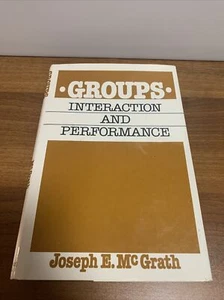 •GROUPS•
INTERACTION
AND
PERFORMANCE
Joseph E. McGrath